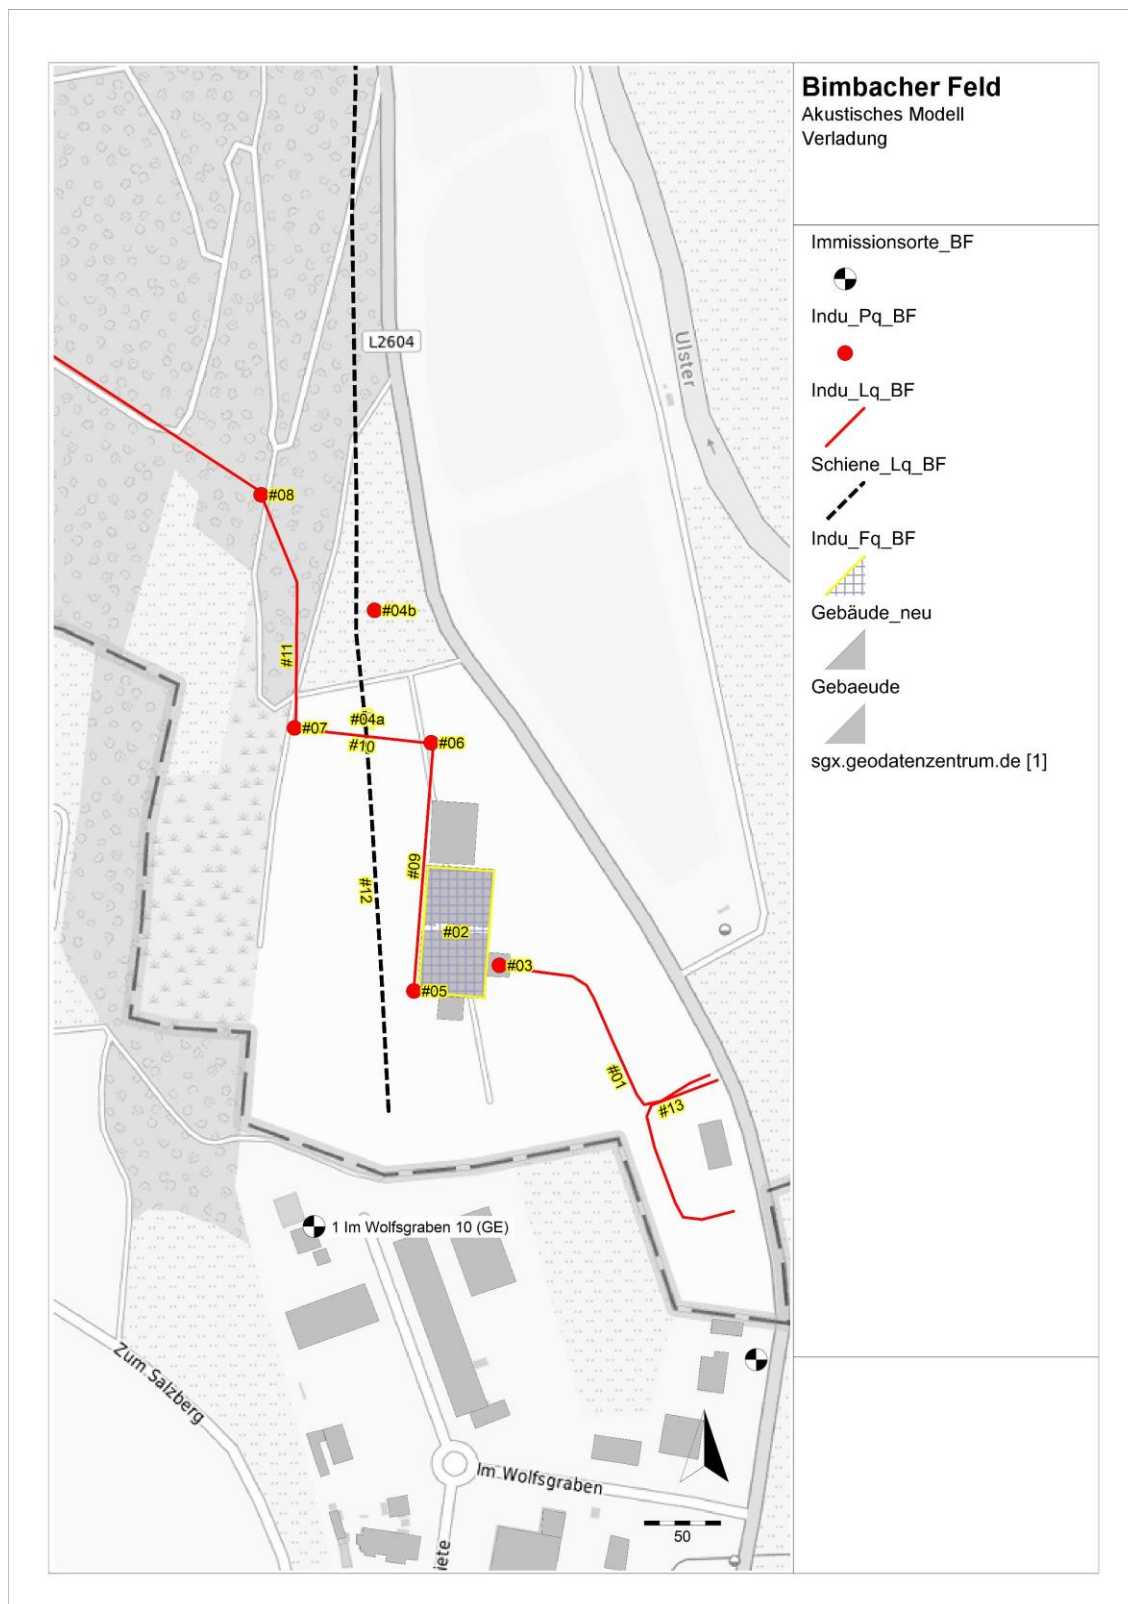 Bimbacher Feld
Akustisches Modell
Verladung
Immissionsorte_BF
Indu_Pq_BF
Indu_Lq_BF
Schiene_Lq_BF
Indu_Fq_BF
Gebäude_neu
Gebaeude
sgx.geodatenzentrum.de [1]
L2604
Ulster
#08
#04b
#11
#07
#04a
#10
#06
#09
#12
#02
#03
#05
#01
#13
1 Im Wolfsgraben 10 (GE)
Zum Salzberg
Im Wolfsgraben
iete
50